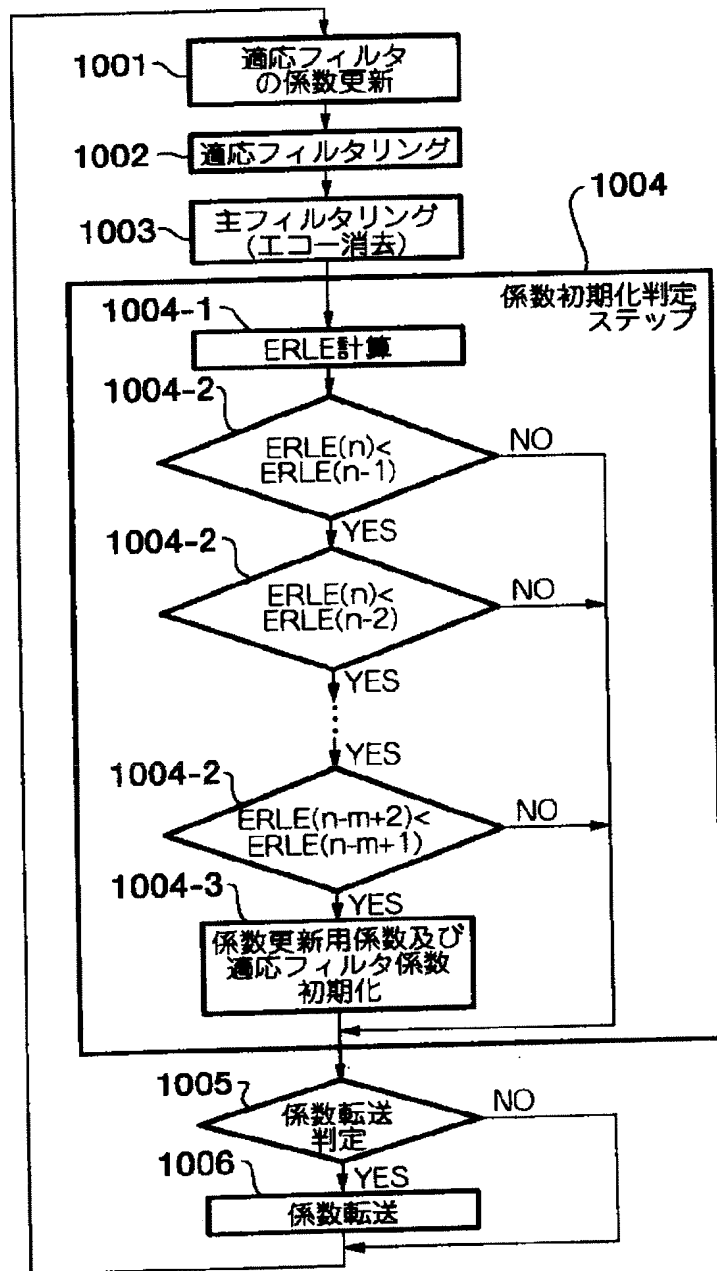 1001
適応フィルタ
の係数更新
1002
適応フィルタリング
1003
主フィルタリング
(エコー消去)
1004
係数初期化判定
ステップ
1004-1
ERLE計算
1004-2
ERLE(n)<
ERLE(n-1)
NO
YES
1004-2
ERLE(n)<
ERLE(n-2)
NO
YES
YES
1004-2
ERLE(n-m+2)<
ERLE(n-m+1)
NO
YES
1004-3
係数更新用係数及び
適応フィルタ係数
初期化
1005
係数転送
判定
NO
YES
1006
係数転送